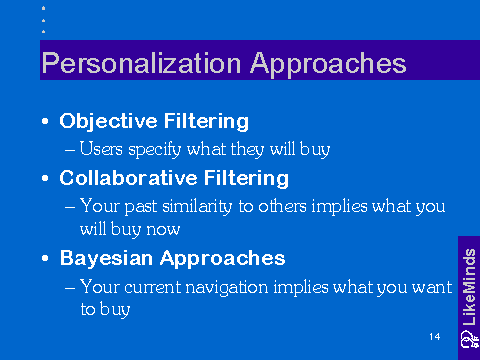 Personalization Approaches
• Objective Filtering
– Users specify what they will buy
• Collaborative Filtering
– Your past similarity to others implies what you
will buy now
• Bayesian Approaches
– Your current navigation implies what you want
to buy
LikeMinds
14